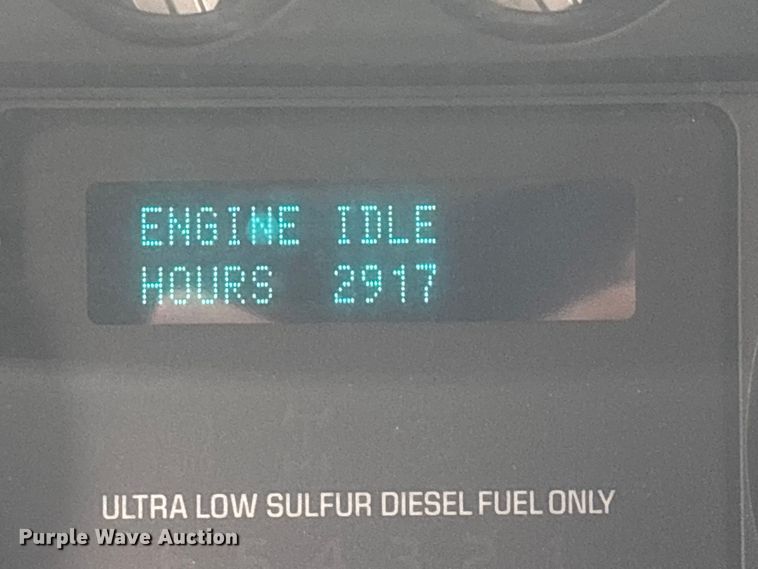 ENGINE IDLE
HOURS 2917
ULTRA LOW SULFUR DIESEL FUEL ONLY
Purple Wave Auction